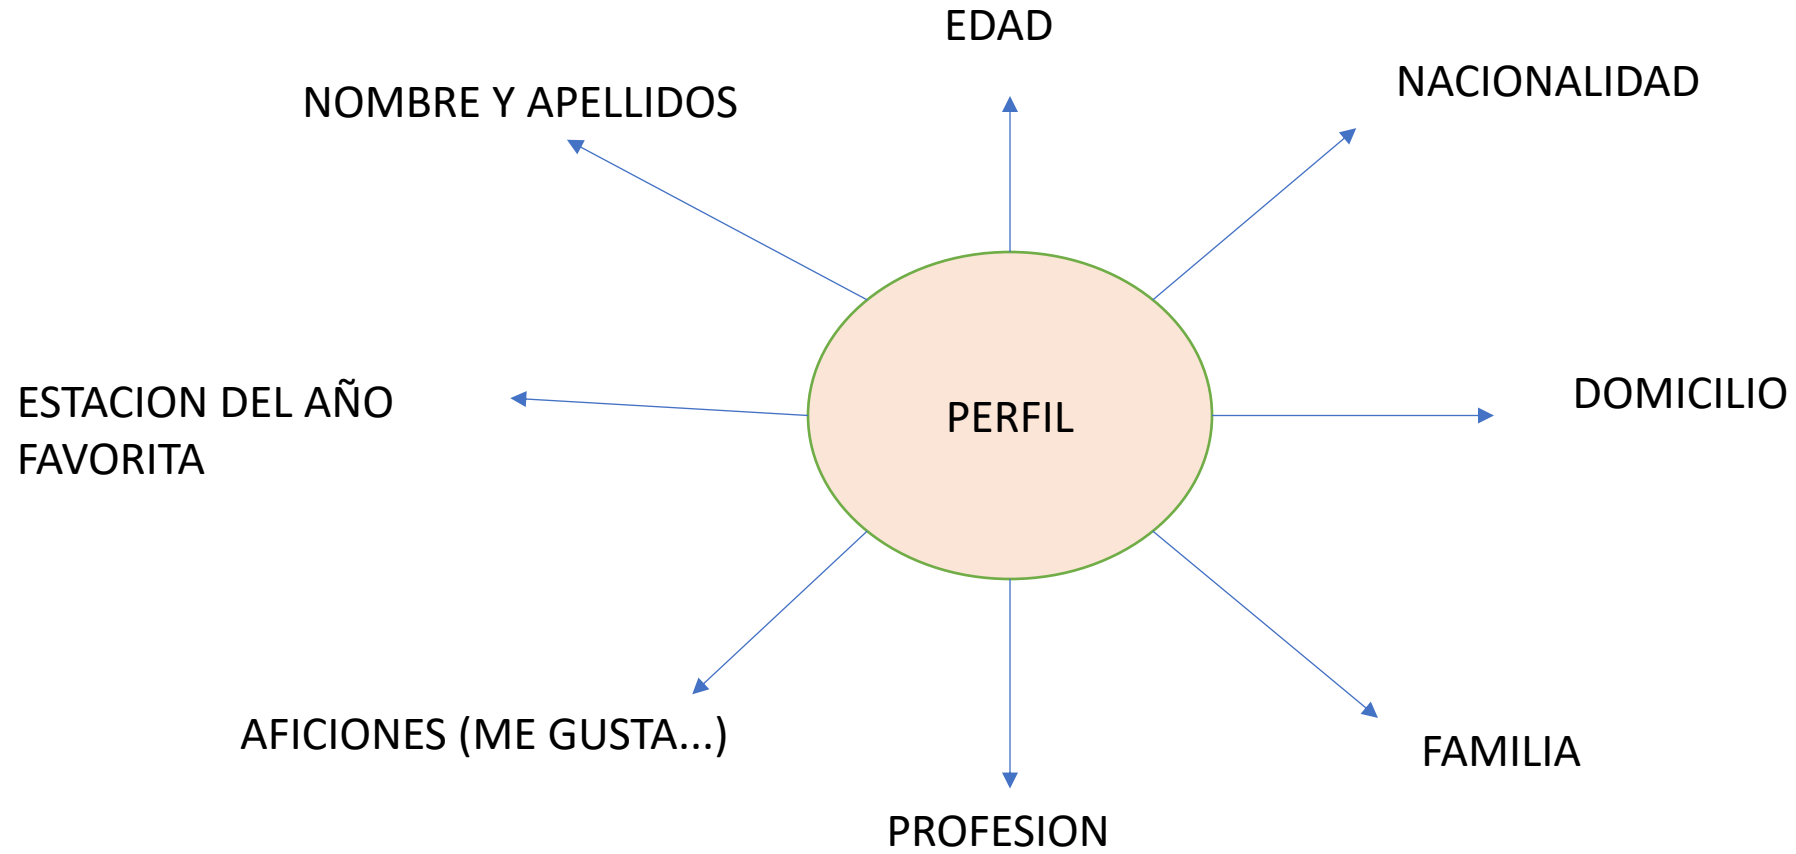 EDAD
NACIONALIDAD
NOMBRE Y APELLIDOS
ESTACION DEL AÑO
FAVORITA
PERFIL
DOMICILIO
AFICIONES (ME GUSTA...)
FAMILIA
PROFESION